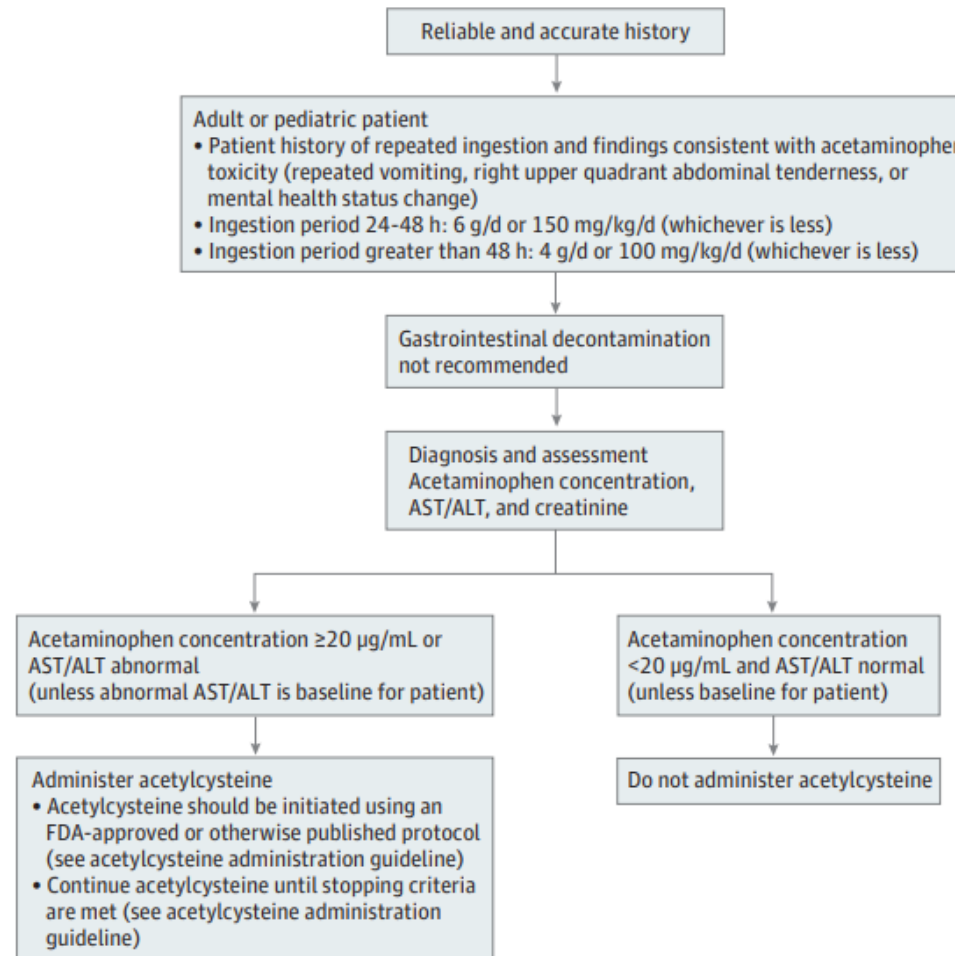 Reliable and accurate history
Adult or pediatric patient
• Patient history of repeated ingestion and findings consistent with acetaminophen
toxicity (repeated vomiting, right upper quadrant abdominal tenderness, or
mental health status change)
• Ingestion period 24-48 h: 6 g/d or 150 mg/kg/d (whichever is less)
• Ingestion period greater than 48 h: 4 g/d or 100 mg/kg/d (whichever is less)
Gastrointestinal decontamination
not recommended
Diagnosis and assessment
Acetaminophen concentration,
AST/ALT, and creatinine
Acetaminophen concentration ≥20 µg/mL or
AST/ALT abnormal
(unless abnormal AST/ALT is baseline for patient)
Acetaminophen concentration
<20 µg/mL and AST/ALT normal
(unless baseline for patient)
Administer acetylcysteine
• Acetylcysteine should be initiated using an
FDA-approved or otherwise published protocol
(see acetylcysteine administration guideline)
• Continue acetylcysteine until stopping criteria
are met (see acetylcysteine administration
guideline)
Do not administer acetylcysteine